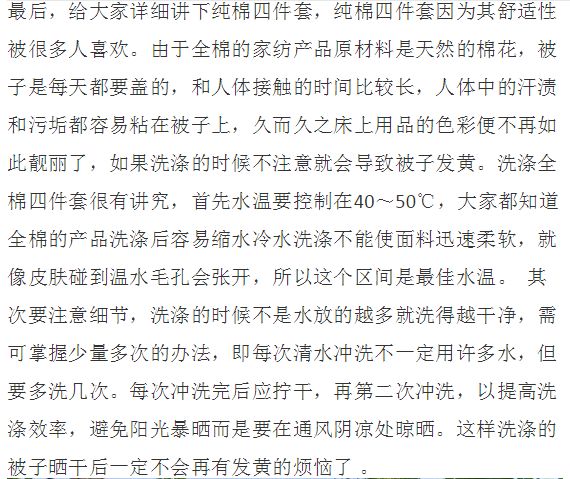 最后，给大家详细讲下纯棉四件套，纯棉四件套因为其舒适性
被很多人喜欢。由于全棉的家纺产品原材料是天然的棉花，被
子是每天都要盖的，和人体接触的时间比较长，人体中的汗渍
和污垢都容易粘在被子上，久而久之床上用品的色彩便不再如
此靓丽了，如果洗涤的时候不注意就会导致被子发黄。洗涤全
棉四件套很有讲究，首先水温要控制在40～50℃，大家都知道
全棉的产品洗涤后容易缩水冷水洗涤不能使面料迅速柔软，就
像皮肤碰到温水毛孔会张开，所以这个区间是最佳水温。 其
次要注意细节，洗涤的时候不是水放的越多就洗得越干净，需
可掌握少量多次的办法，即每次清水冲洗不一定用许多水，但
要多洗几次。每次冲洗完后应拧干，再第二次冲洗，以提高洗
涤效率，避免阳光暴晒而是要在通风阴凉处晾晒。这样洗涤的
被子晒干后一定不会再有发黄的烦恼了 。